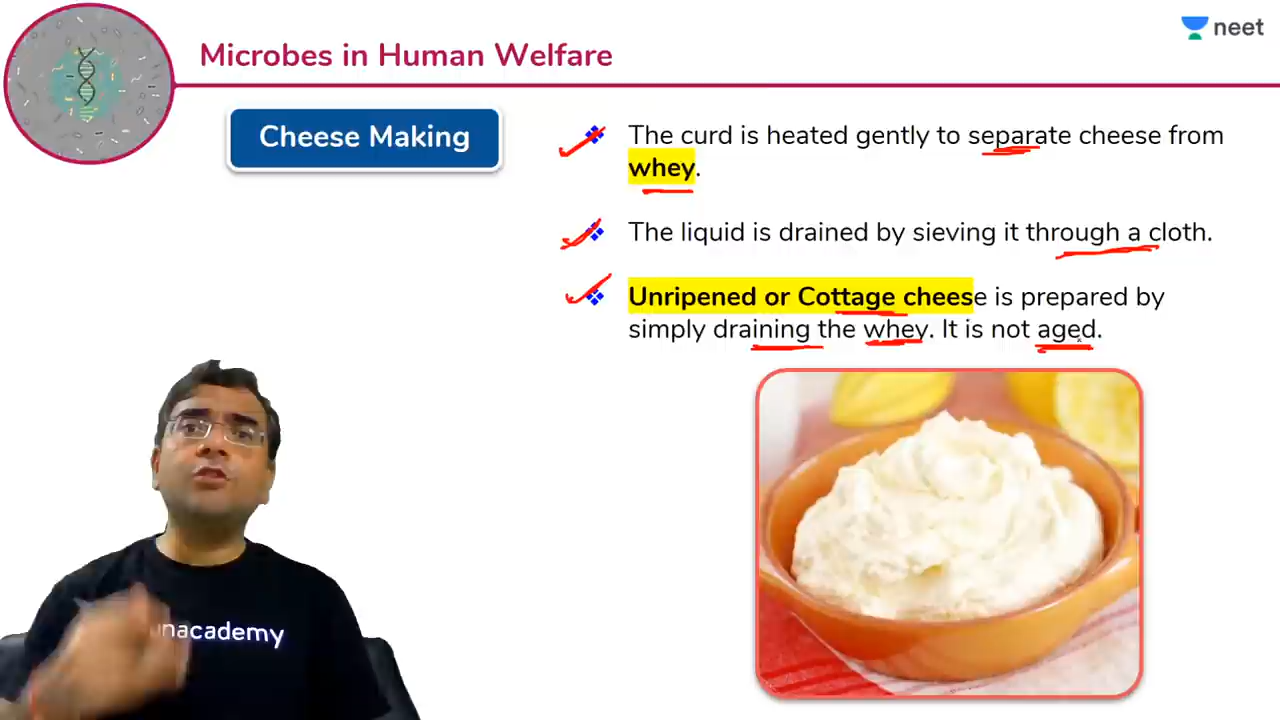 Microbes in Human Welfare
neet
Cheese Making
The curd is heated gently to separate cheese from
whey.
The liquid is drained by sieving it through a cloth.
Unripened or Cottage cheese is prepared by
simply draining the whey. It is not aged.
unacademy